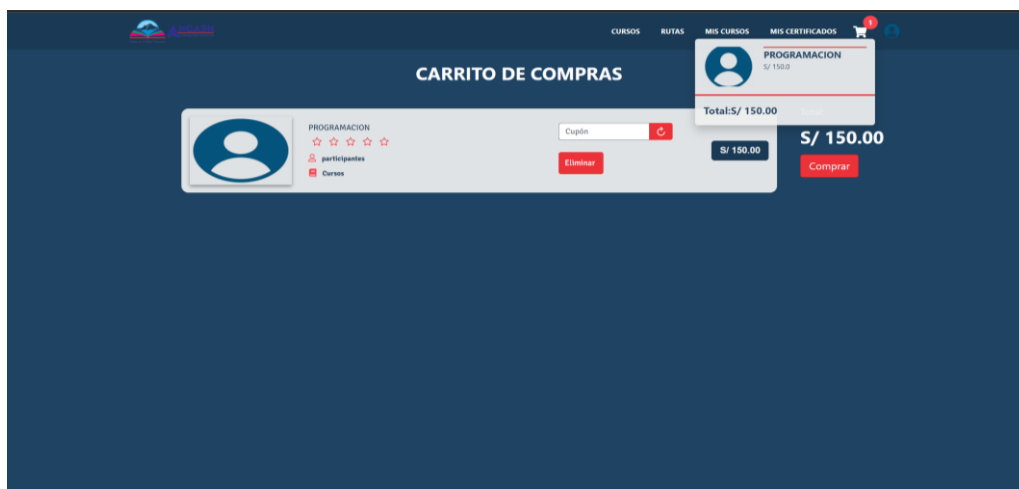 CURSOS RUTAS MIS CURSOS MIS CERTIFICADOS 1
PROGRAMACION
S/ 150.0
Total:S/ 150.00
CARRITO DE COMPRAS
PROGRAMACION
participantes
Cursos
Cupón
Eliminar
S/ 150.00
S/ 150.00
Comprar